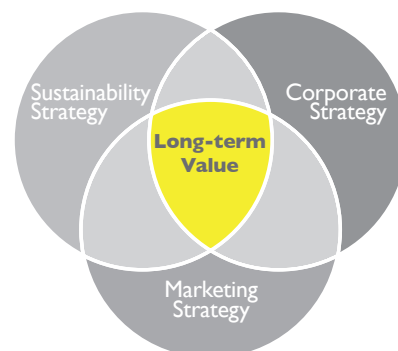 Sustainability
Strategy
Corporate
Strategy
Long-term
Value
Marketing
Strategy